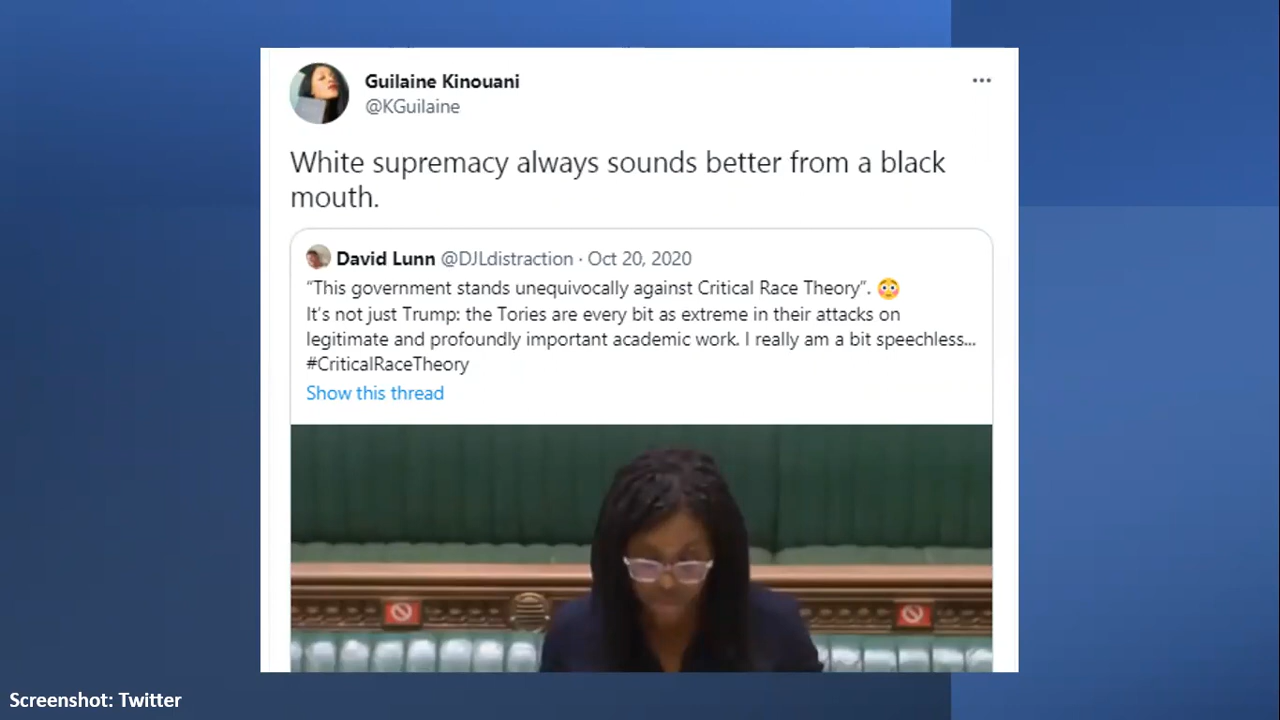 Guilaine Kinouani
@KGuilaine
White supremacy always sounds better from a black
mouth.
David Lunn @DJLdistraction · Oct 20, 2020
“This government stands unequivocally against Critical Race Theory”. 😳
It’s not just Trump: the Tories are every bit as extreme in their attacks on
legitimate and profoundly important academic work. I really am a bit speechless...
#CriticalRaceTheory
Show this thread
Screenshot: Twitter